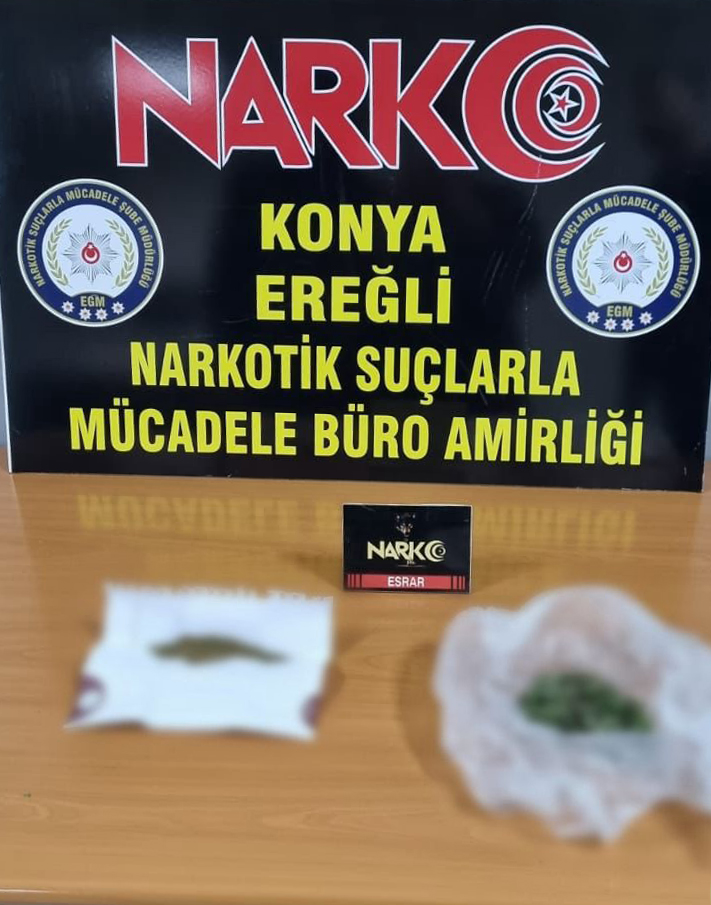 NARKO
NARKOTİK SUÇLARLA MÜCADELE ŞUBE MÜDÜRLÜĞÜ
EGM
KONYA
EREĞLİ
NARKOTİK SUÇLARLA
MÜCADELE BÜRO AMİRLİĞİ
NARKOTİK SUÇLARLA MÜCADELE ŞUBE MÜDÜRLÜĞÜ
EGM
NARKO
ESRAR